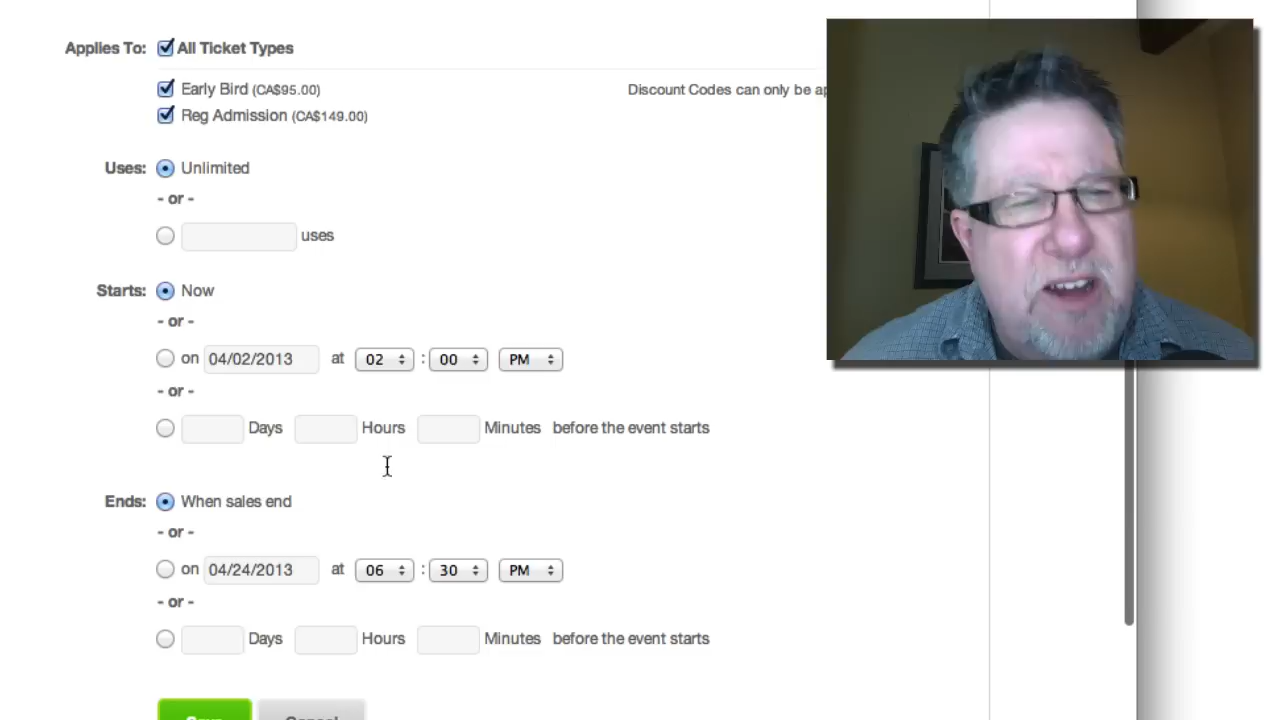 Applies To: All Ticket Types
Early Bird (CA$95.00) Discount Codes can only be
Reg Admission (CA$149.00)
Uses: Unlimited
- or -
uses
Starts: Now
- or -
on 04/02/2013 at 02 : 00 PM
- or -
Days Hours Minutes before the event starts
Ends: When sales end
- or -
on 04/24/2013 at 06 : 30 PM
- or -
Days Hours Minutes before the event starts
Save Cancel